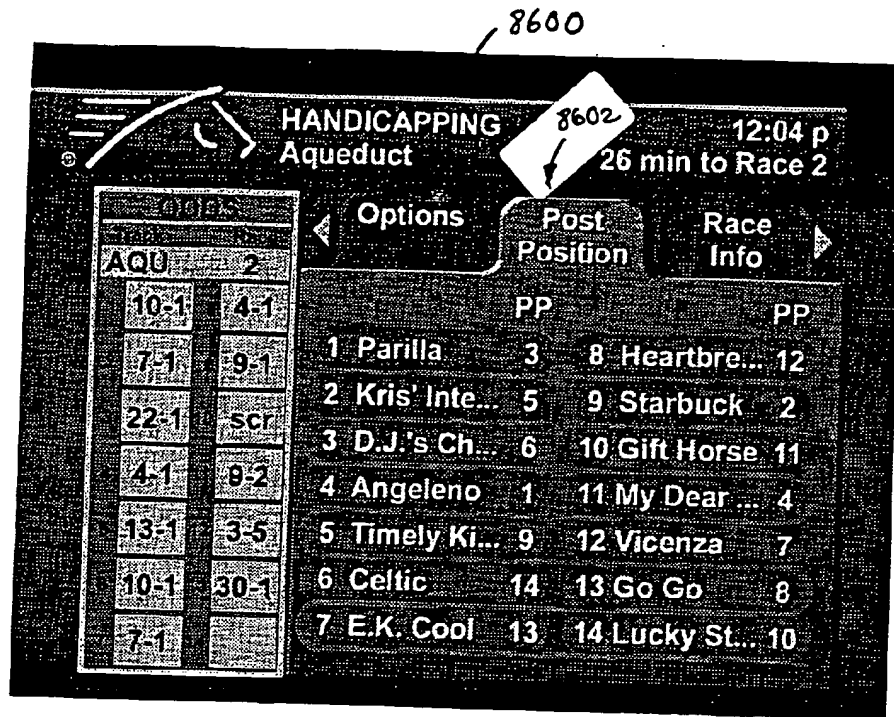 8600
HANDICAPPING
Aqueduct
8602
12:04 p
26 min to Race 2
®
ODDS
Race
AQU 2
10-1 4-1
7-1 9-1
22-1 scr
4-1 9-2
13-1 3-5
10-1 30-1
7-1
Options
Post
Position
Race
Info
PP PP
1 Parilla 3 8 Heartbre... 12
2 Kris' Inte... 5 9 Starbuck 2
3 D.J.'s Ch... 6 10 Gift Horse 11
4 Angeleno 1 11 My Dear ... 4
5 Timely Ki... 9 12 Vicenza 7
6 Celtic 14 13 Go Go 8
7 E.K. Cool 13 14 Lucky St... 10